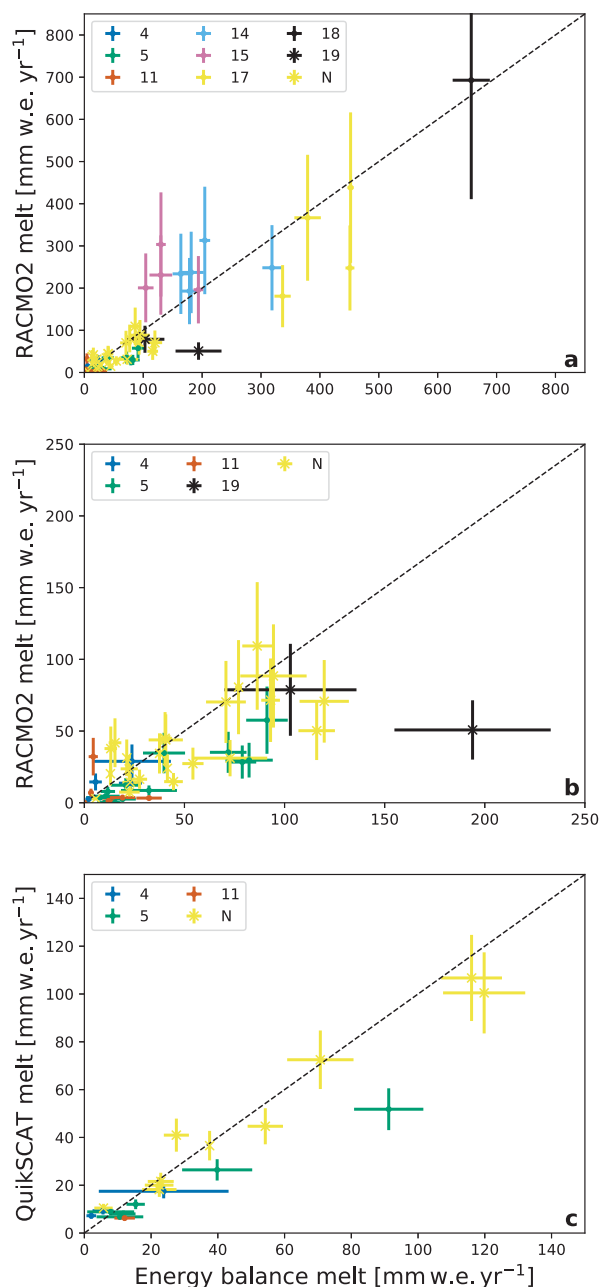 RACMO2 melt [mm w.e. yr⁻¹]
800
700
600
500
400
300
200
100
0
4 14 18
5 15 19
11 17 N
a
0 100 200 300 400 500 600 700 800
RACMO2 melt [mm w.e. yr⁻¹]
250
200
150
100
50
0
4 11 N
5 19
b
0 50 100 150 200 250
QuikSCAT melt [mm w.e. yr⁻¹]
140
120
100
80
60
40
20
0
4 11
5 N
c
0 20 40 60 80 100 120 140
Energy balance melt [mm w.e. yr⁻¹]